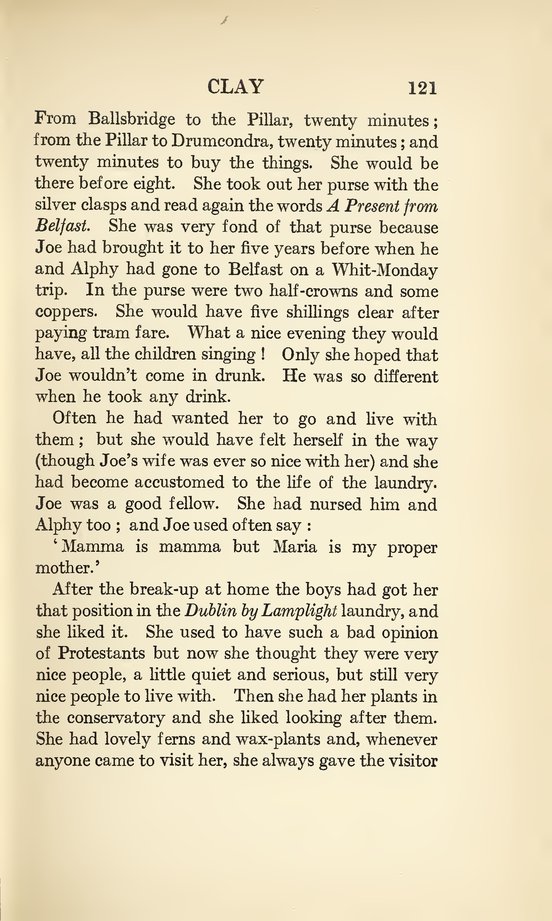 CLAY 121
From Ballsbridge to the Pillar, twenty minutes ;
from the Pillar to Drumcondra, twenty minutes ; and
twenty minutes to buy the things. She would be
there before eight. She took out her purse with the
silver clasps and read again the words A Present from
Belfast. She was very fond of that purse because
Joe had brought it to her five years before when he
and Alphy had gone to Belfast on a Whit-Monday
trip. In the purse were two half-crowns and some
coppers. She would have five shillings clear after
paying tram fare. What a nice evening they would
have, all the children singing ! Only she hoped that
Joe wouldn't come in drunk. He was so different
when he took any drink.
Often he had wanted her to go and live with
them ; but she would have felt herself in the way
(though Joe's wife was ever so nice with her) and she
had become accustomed to the life of the laundry.
Joe was a good fellow. She had nursed him and
Alphy too ; and Joe used often say :
‘ Mamma is mamma but Maria is my proper
mother.’
After the break-up at home the boys had got her
that position in the Dublin by Lamplight laundry, and
she liked it. She used to have such a bad opinion
of Protestants but now she thought they were very
nice people, a little quiet and serious, but still very
nice people to live with. Then she had her plants in
the conservatory and she liked looking after them.
She had lovely ferns and wax-plants and, whenever
anyone came to visit her, she always gave the visitor